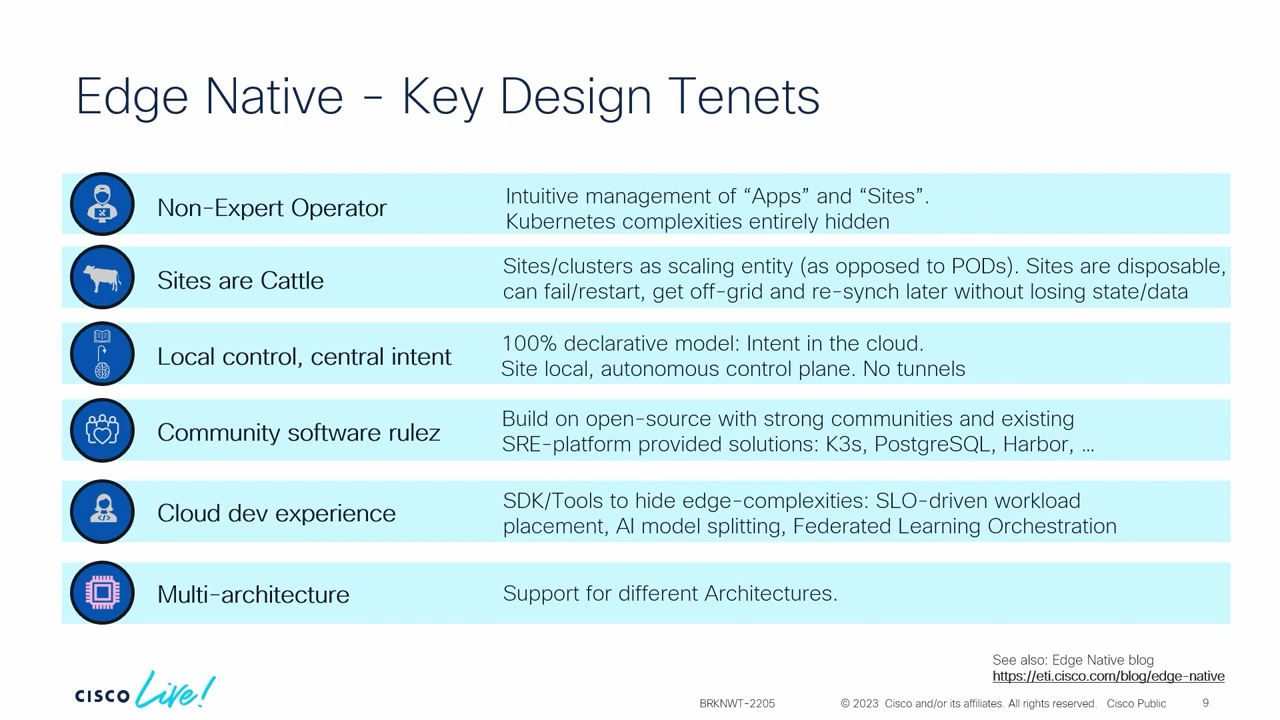 Edge Native - Key Design Tenets
Non-Expert Operator
Intuitive management of “Apps” and “Sites”.
Kubernetes complexities entirely hidden
Sites are Cattle
Sites/clusters as scaling entity (as opposed to PODs). Sites are disposable,
can fail/restart, get off-grid and re-synch later without losing state/data
Local control, central intent
100% declarative model: Intent in the cloud.
Site local, autonomous control plane. No tunnels
Community software rulez
Build on open-source with strong communities and existing
SRE-platform provided solutions: K3s, PostgreSQL, Harbor, ...
Cloud dev experience
SDK/Tools to hide edge-complexities: SLO-driven workload
placement, AI model splitting, Federated Learning Orchestration
Multi-architecture
Support for different Architectures.
See also: Edge Native blog
https://eti.cisco.com/blog/edge-native
CISCO Live!
BRKNWT-2205
© 2023 Cisco and/or its affiliates. All rights reserved. Cisco Public
9